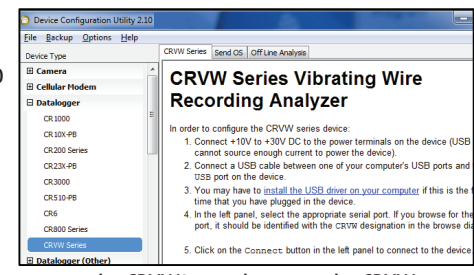 Device Configuration Utility 2.10
File Backup Options Help
Device Type
Camera
Cellular Modem
Datalogger
CR1000
CR10X-PB
CR200 Series
CR23X-PB
CR3000
CR510-PB
CR6
CR800 Series
CRVW Series
Datalogger (Other)
CRVW Series Send OS Off Line Analysis
CRVW Series Vibrating Wire
Recording Analyzer
In order to configure the CRVW series device:
1. Connect +10V to +30V DC to the power terminals on the device (USB
cannot source enough current to power the device).
2. Connect a USB cable between one of your computer's USB ports and
USB port on the device.
3. You may have to install the USB driver on your computer if this is the
time that you have plugged in the device.
4. In the left panel, select the appropriate serial port. If you browse for the
port, it should be identified with the CRVW designation in the browse
5. Click on the Connect button in the left panel to connect to the device